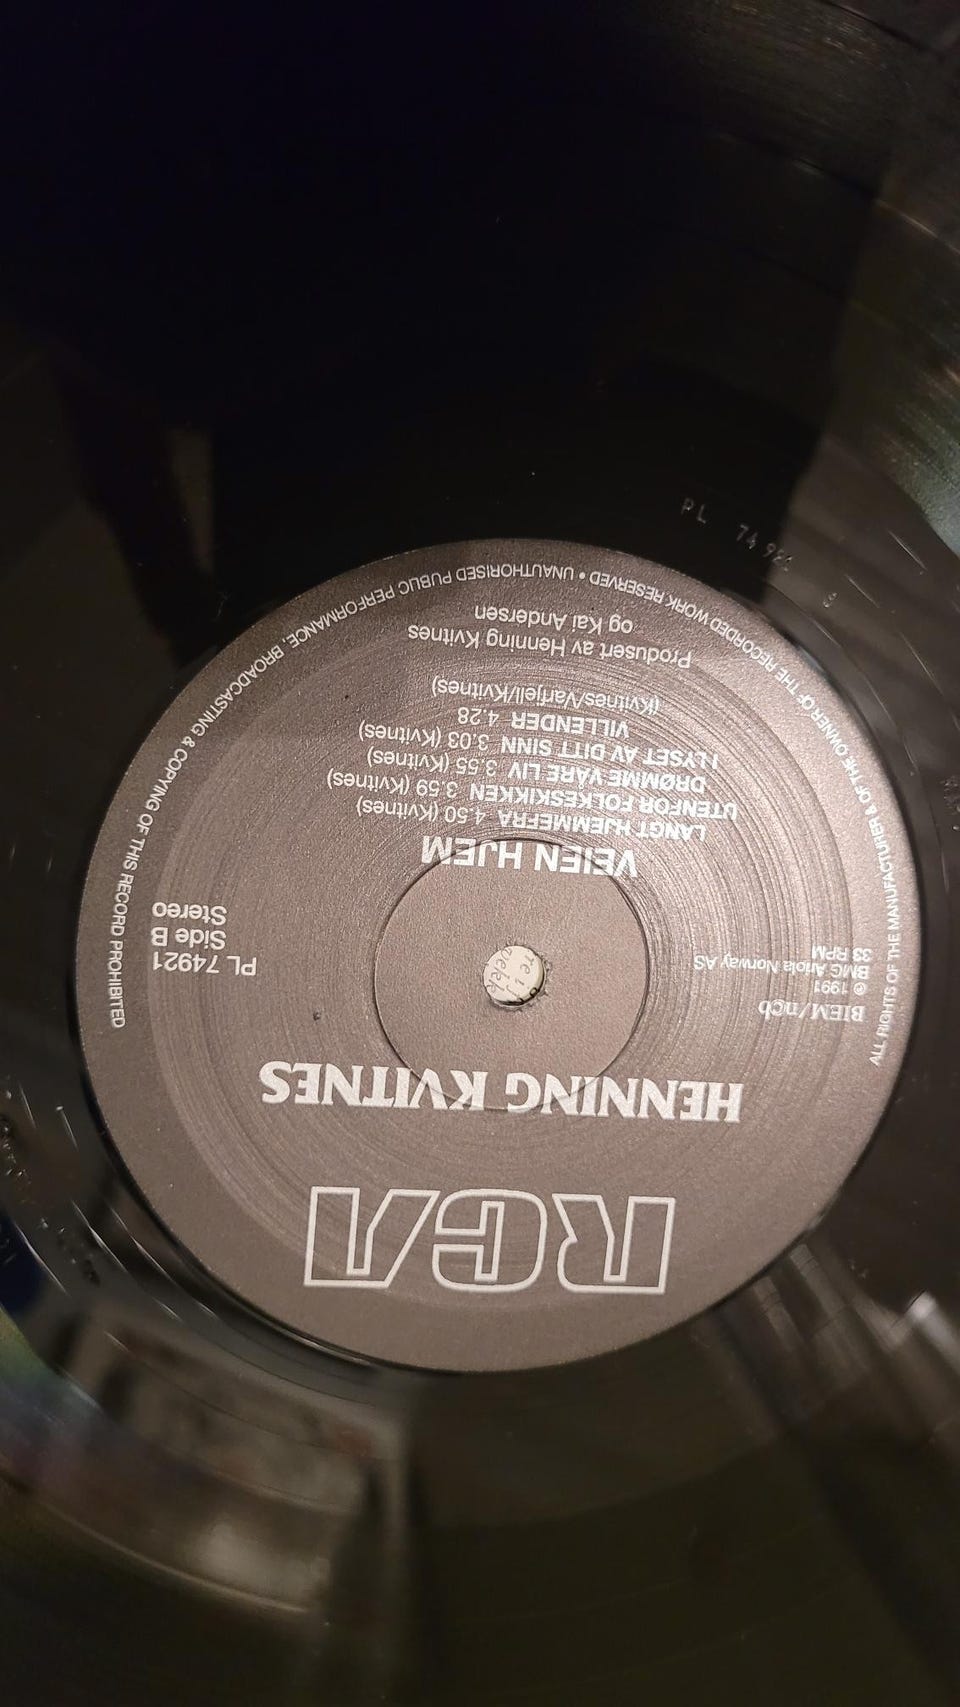 RCA
HENNING KVITNES
BIEM/ncb
℗ 1991
BMG Ariola Norway AS
33 RPM
PL 74921
Side B
Stereo
VEIEN HJEM
LANGT HJEMMEFRA 4.50 (Kvitnes)
UTENFOR FOLKESKIKKEN 3.59 (Kvitnes)
DRØMME VÅRE LIV 3.55 (Kvitnes)
I LYSET AV DITT SINN 3.03 (Kvitnes)
VILLENDER 4.28
(Kvitnes/Varfjell/Kvitnes)
Produsert av Henning Kvitnes
og Kai Andersen
ALL RIGHTS OF THE MANUFACTURER & OF THE OWNER OF THE RECORDED WORK RESERVED • UNAUTHORISED PUBLIC PERFORMANCE, BROADCASTING & COPYING OF THIS RECORD PROHIBITED
PL 74 921